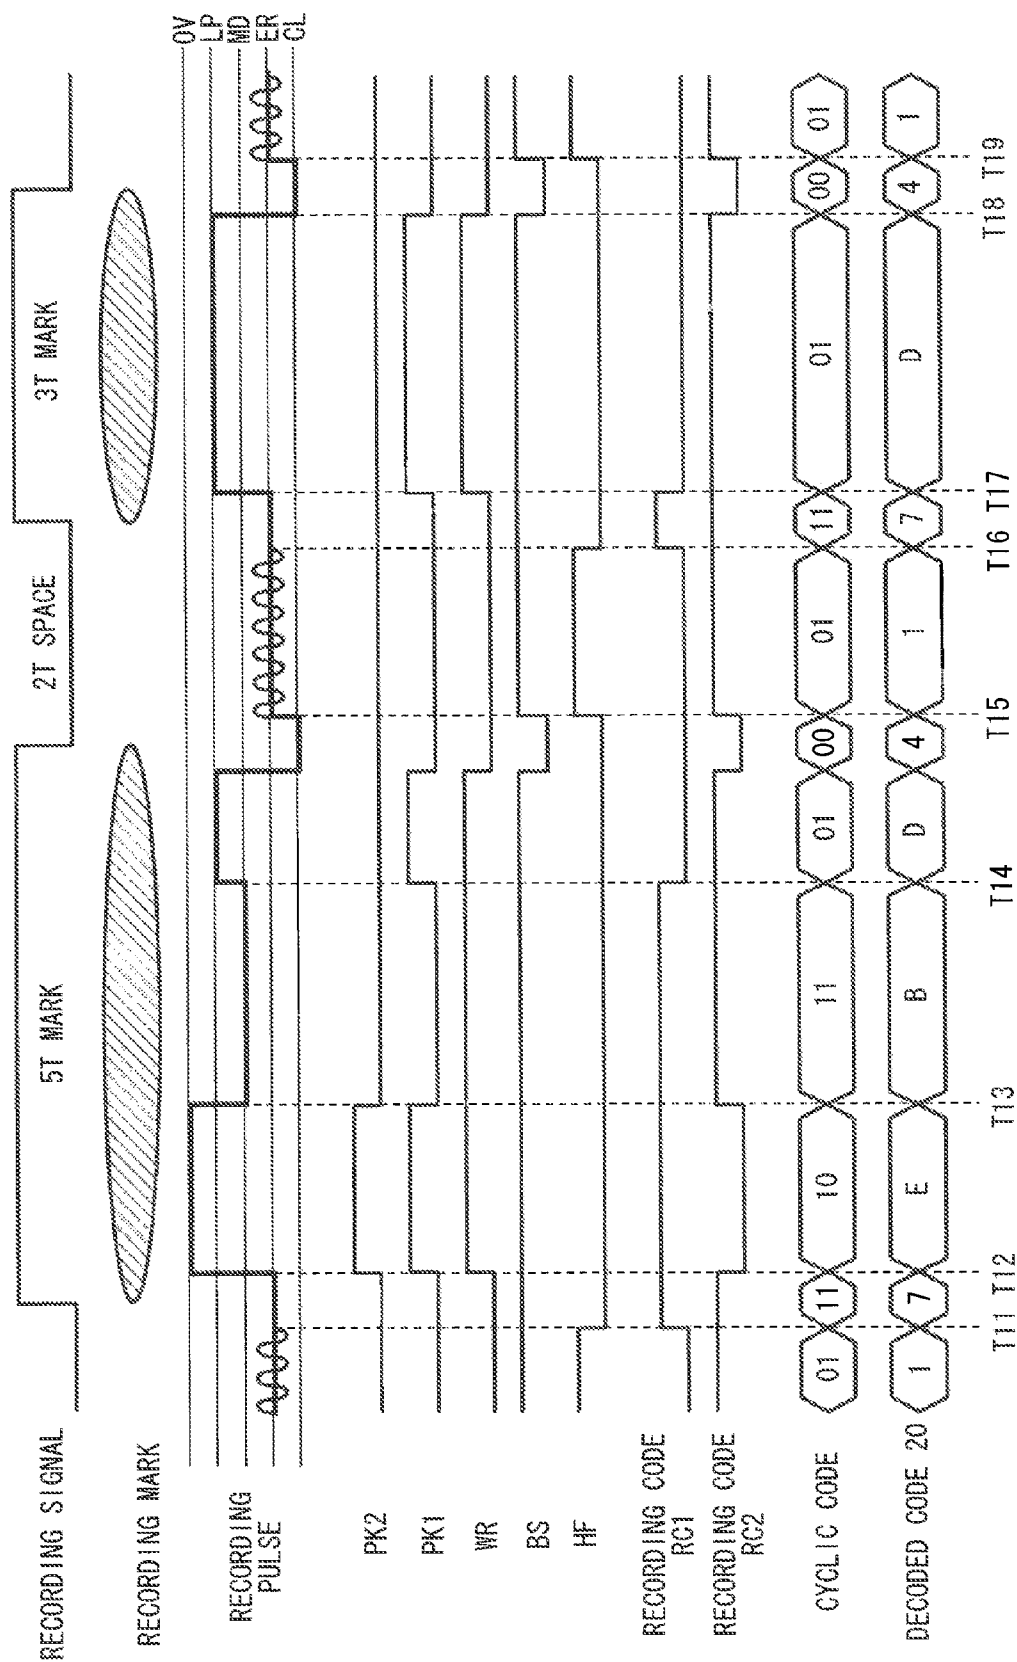 RECORDING SIGNAL
5T MARK
2T SPACE
3T MARK
RECORDING MARK
RECORDING
PULSE
OV
LP
MD
ER
CL
PK2
PK1
WR
BS
HF
RECORDING CODE
RC1
RECORDING CODE
RC2
CYCLIC CODE
01
11
10
11
01
00
01
11
01
00
01
DECODED CODE 20
1
7
E
B
D
4
1
7
D
4
1
T11
T12
T13
T14
T15
T16
T17
T18
T19